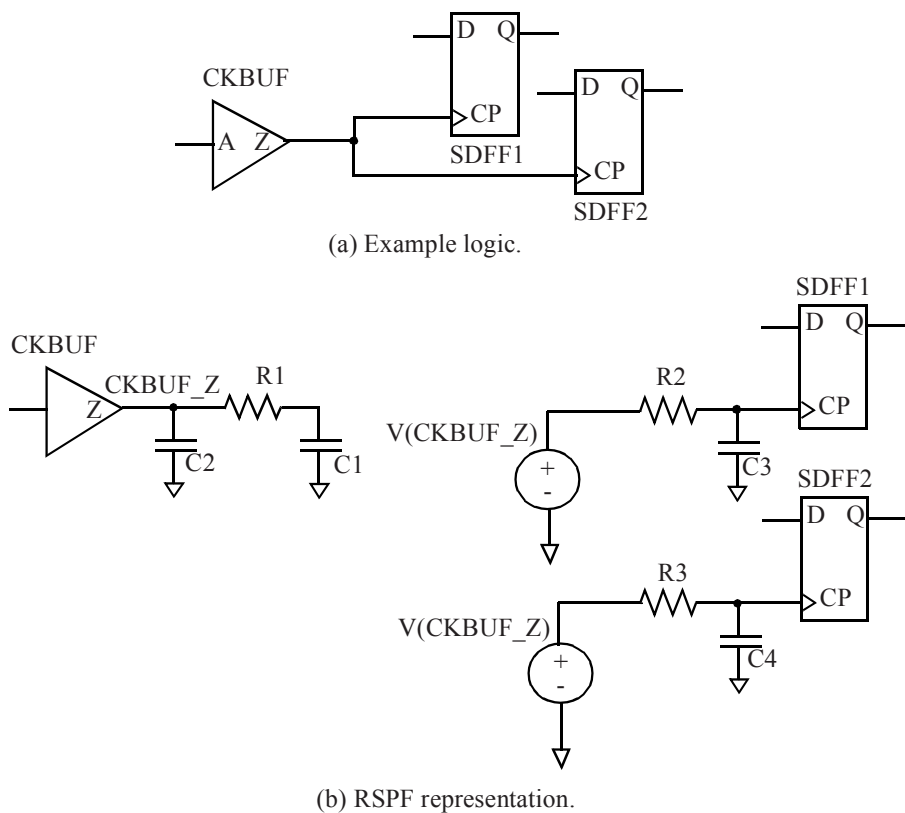 D Q
CKBUF
D Q
A Z
CP
SDFF1
CP
SDFF2
(a) Example logic.
SDFF1
D Q
CKBUF
CKBUF_Z
R1
R2
Z
CP
V(CKBUF_Z)
C2
C1
C3
+
-
SDFF2
D Q
R3
CP
V(CKBUF_Z)
C4
+
-
(b) RSPF representation.